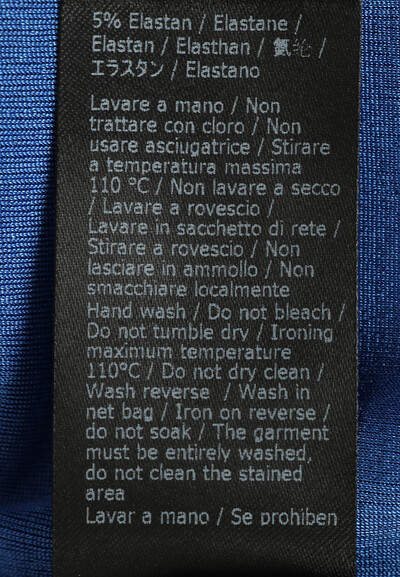 5% Elastan / Elastane /
Elastan / Elasthan / 氨纶 /
エラスタン / Elastano
Lavare a mano / Non
trattare con cloro / Non
usare asciugatrice / Stirare
a temperatura massima
110 °C / Non lavare a secco
/ Lavare a rovescio /
Lavare in sacchetto di rete /
Stirare a rovescio / Non
lasciare in ammollo / Non
smacchiare localmente
Hand wash / Do not bleach /
Do not tumble dry / Ironing
maximum temperature
110°C / Do not dry clean /
Wash reverse / Wash in
net bag / Iron on reverse /
do not soak / The garment
must be entirely washed,
do not clean the stained
area
Lavar a mano / Se prohiben